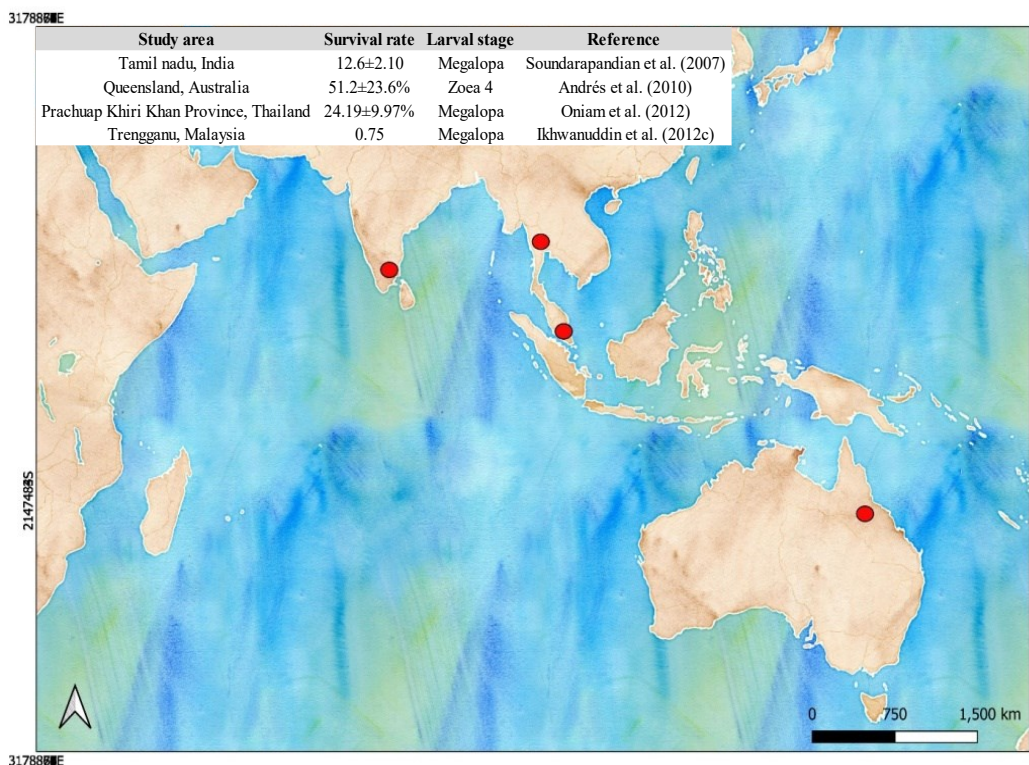 Study area Survival rate Larval stage Reference
Tamil nadu, India 12.6±2.10 Megalopa Soundarapandian et al. (2007)
Queensland, Australia 51.2±23.6% Zoea 4 Andrés et al. (2010)
Prachuap Khiri Khan Province, Thailand 24.19±9.97% Megalopa Oniam et al. (2012)
Trengganu, Malaysia 0.75 Megalopa Ikhwanuddin et al. (2012c)
0 750 1,500 km